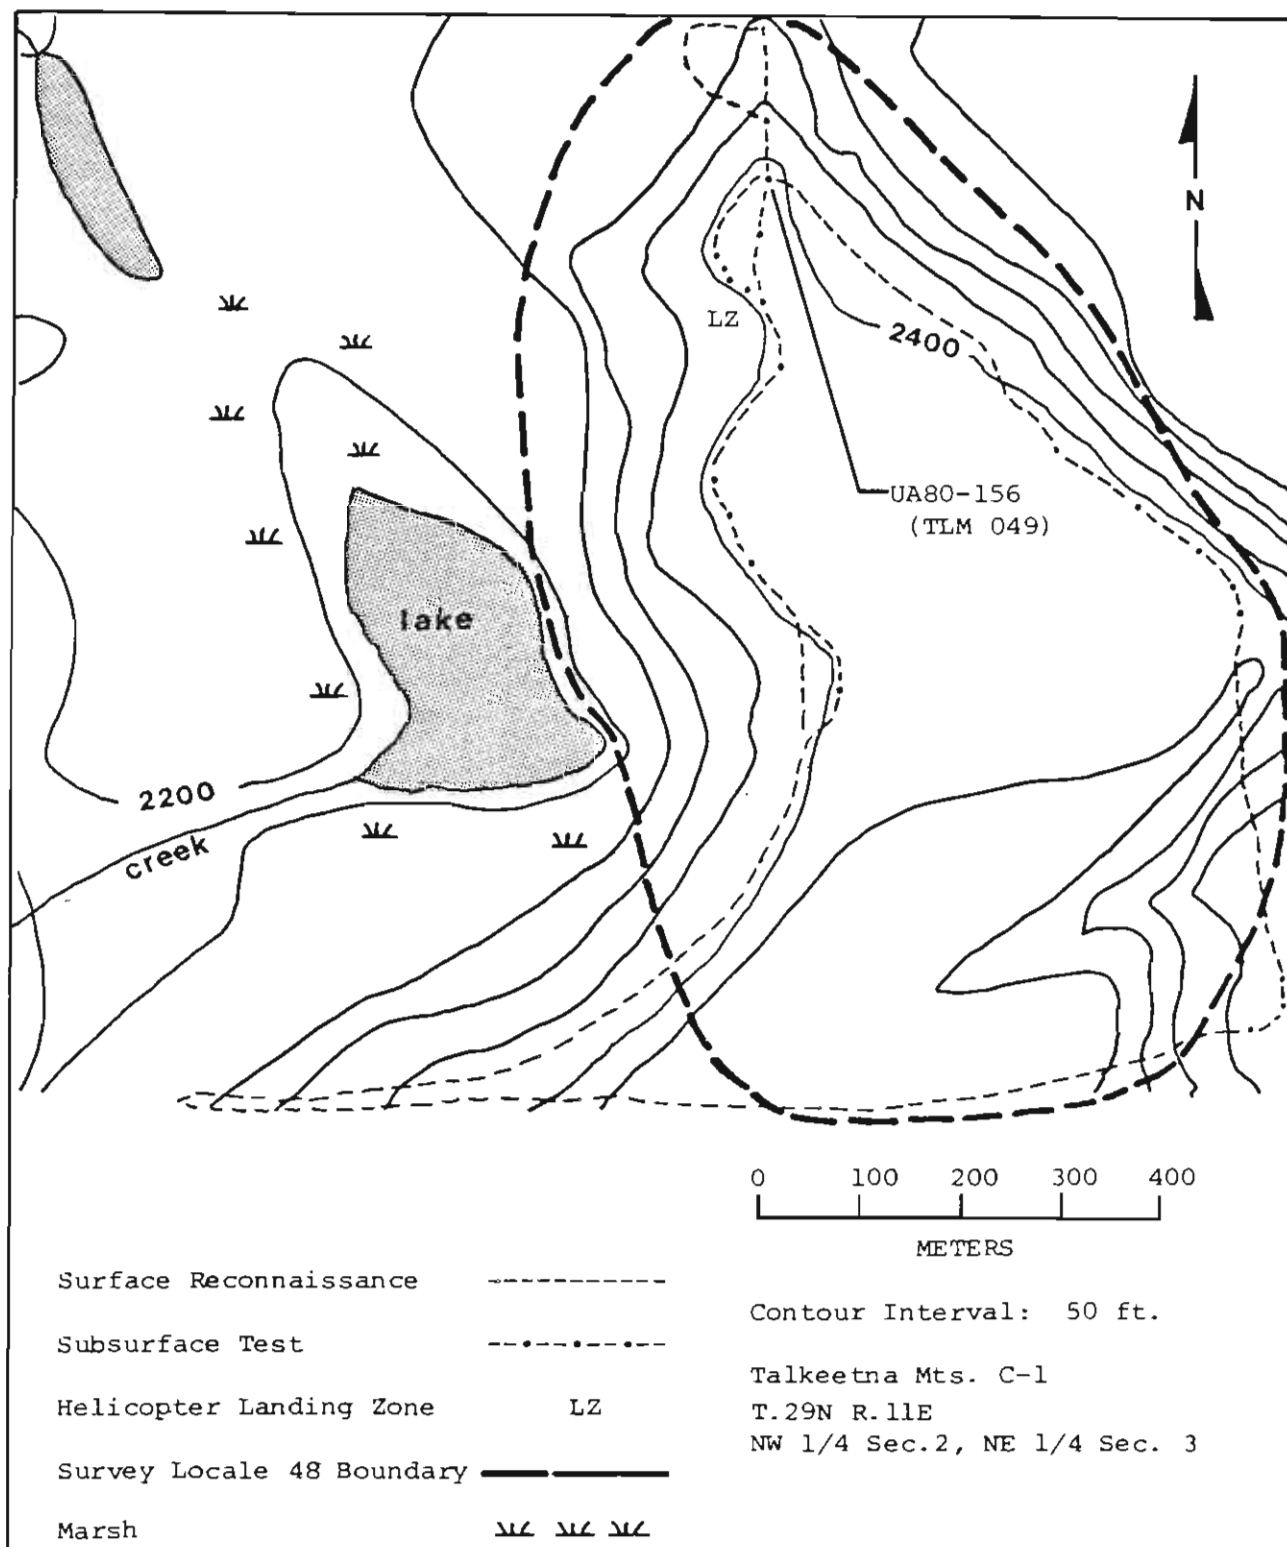 N
LZ
2400
UA80-156
(TLM 049)
lake
2200
creek
0 100 200 300 400
METERS
Surface Reconnaissance
Contour Interval: 50 ft.
Subsurface Test
Talkeetna Mts. C-1
Helicopter Landing Zone LZ
T.29N R.11E
NW 1/4 Sec.2, NE 1/4 Sec. 3
Survey Locale 48 Boundary
Marsh